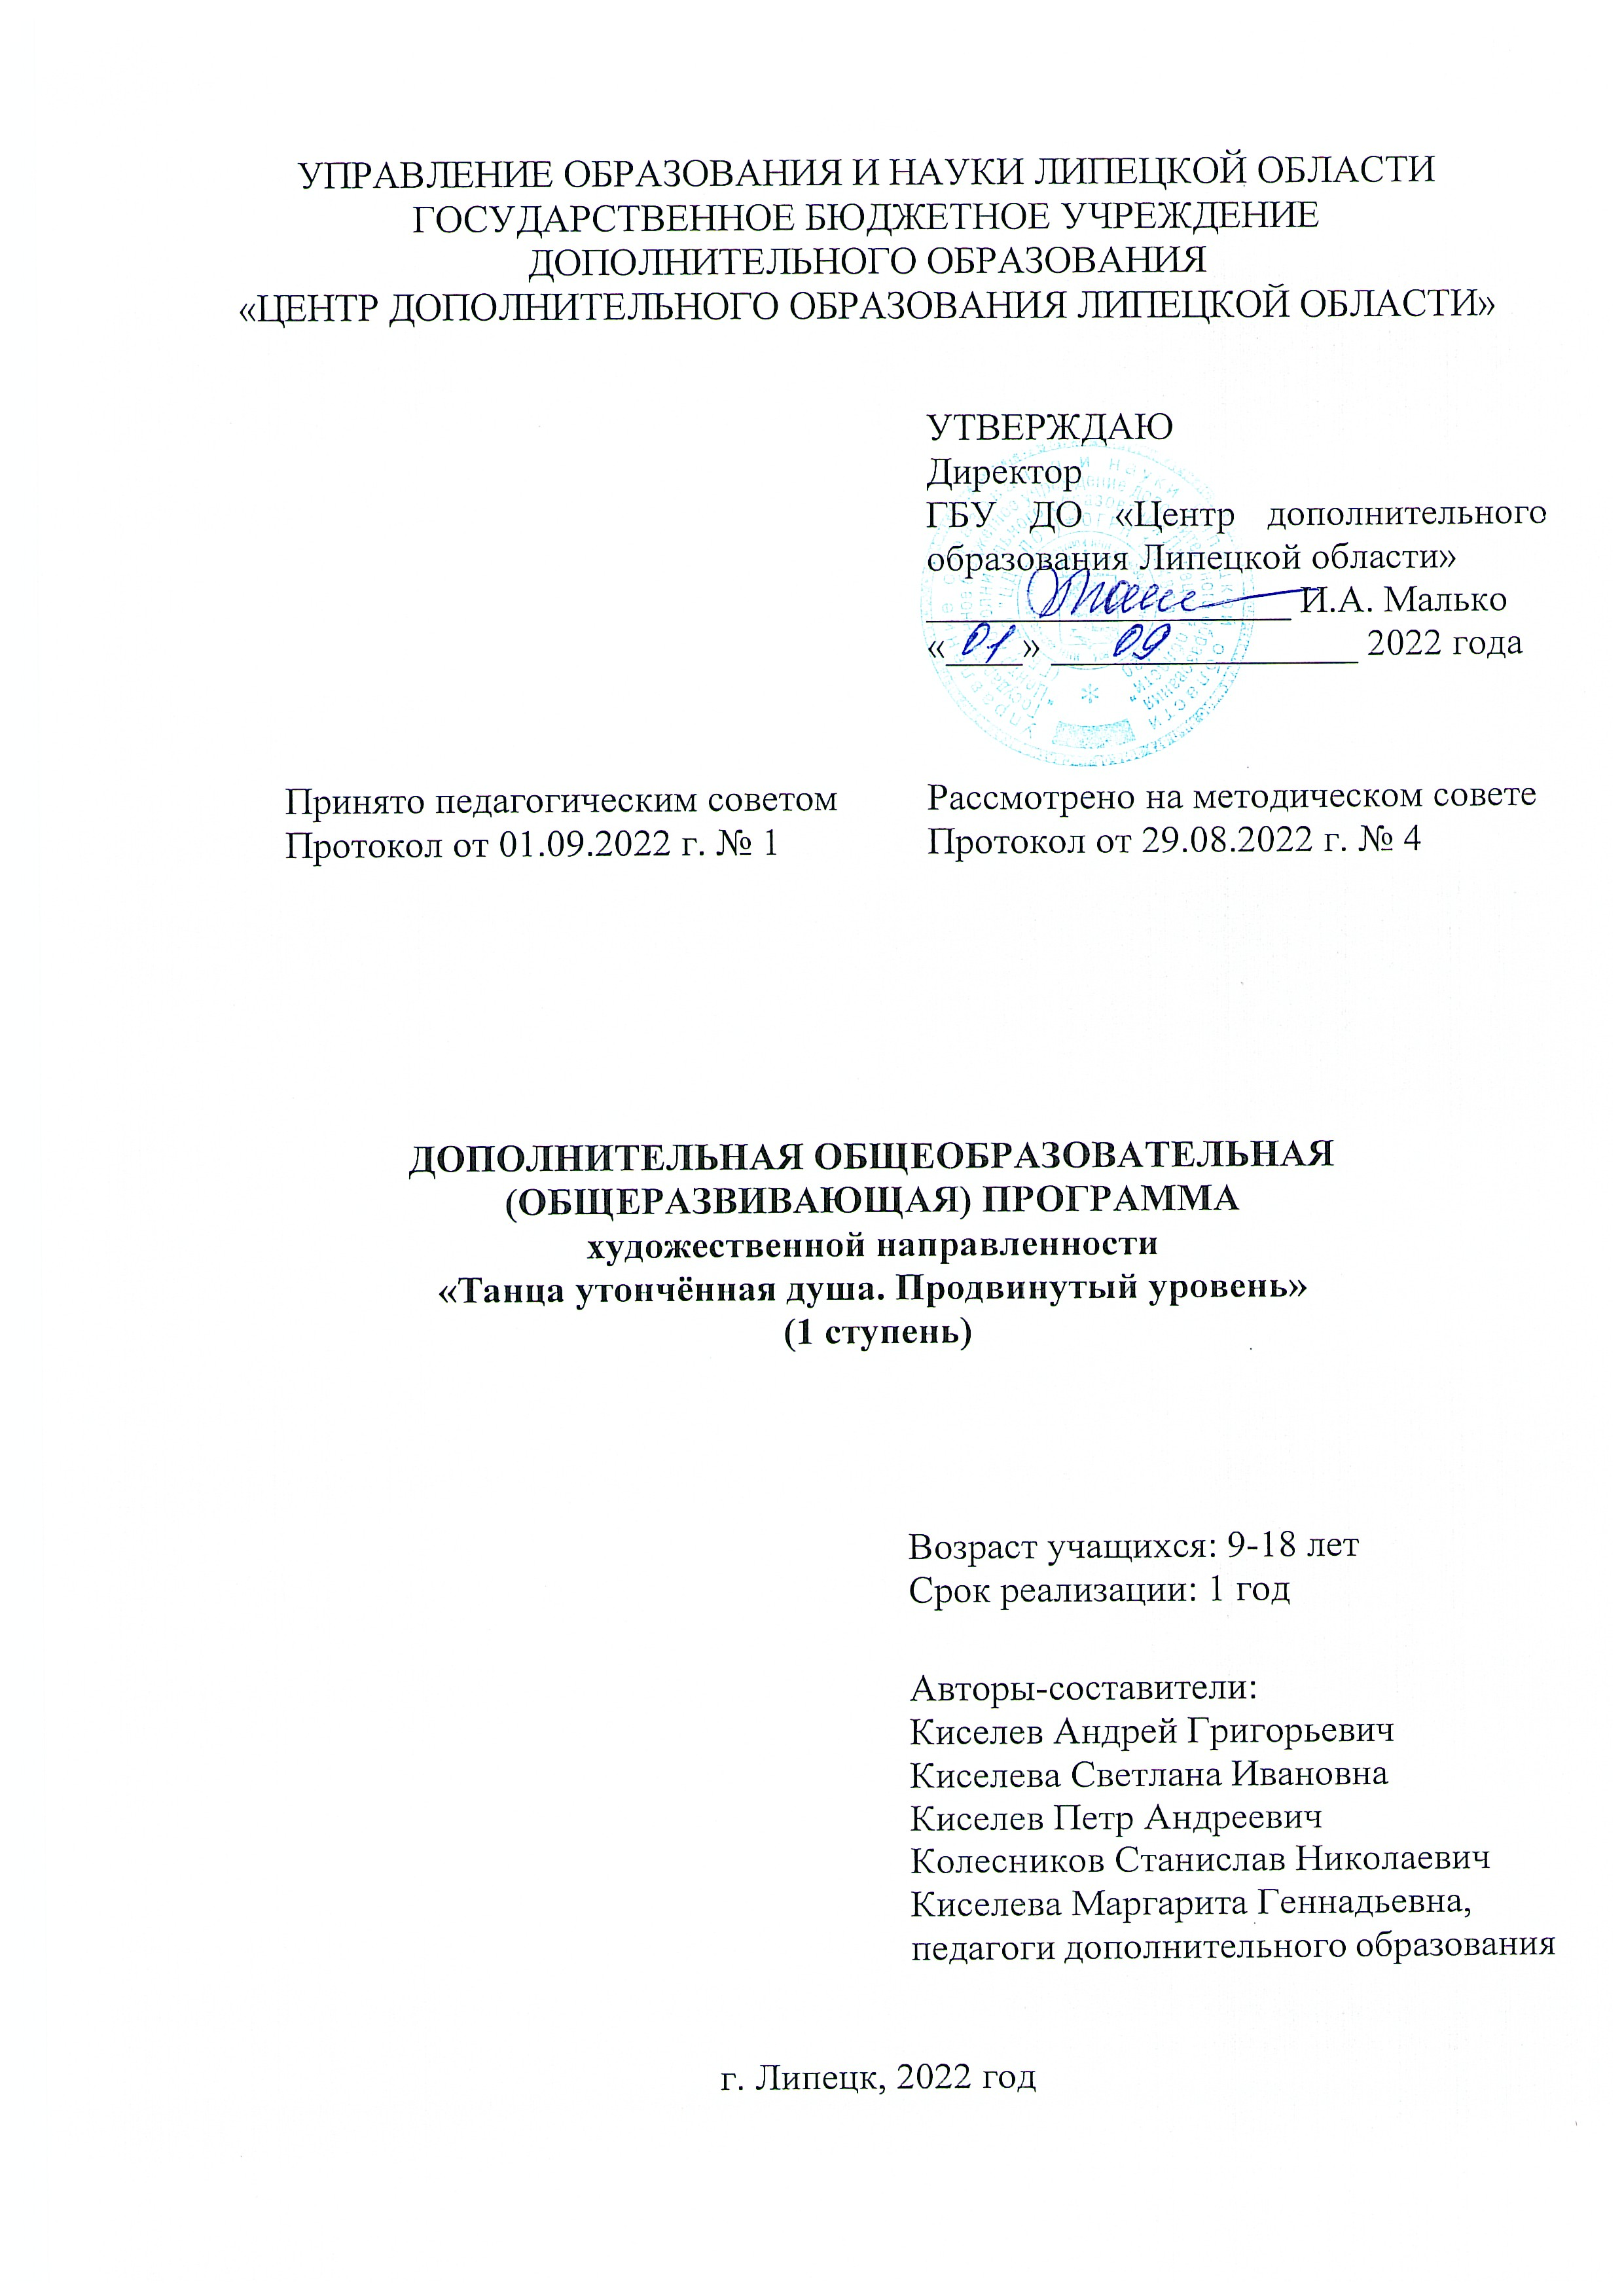 УПРАВЛЕНИЕ ОБРАЗОВАНИЯ И НАУКИ ЛИПЕЦКОЙ ОБЛАСТИ
ГОСУДАРСТВЕННОЕ БЮДЖЕТНОЕ УЧРЕЖДЕНИЕ
ДОПОЛНИТЕЛЬНОГО ОБРАЗОВАНИЯ
«ЦЕНТР ДОПОЛНИТЕЛЬНОГО ОБРАЗОВАНИЯ ЛИПЕЦКОЙ ОБЛАСТИ»
УТВЕРЖДАЮ
Директор
ГБУ ДО «Центр дополнительного
образования Липецкой области»
И.А. Малько
«01» 09 2022 года
Принято педагогическим советом
Протокол от 01.09.2022 г. № 1
Рассмотрено на методическом совете
Протокол от 29.08.2022 г. № 4
ДОПОЛНИТЕЛЬНАЯ ОБЩЕОБРАЗОВАТЕЛЬНАЯ
(ОБЩЕРАЗВИВАЮЩАЯ) ПРОГРАММА
художественной направленности
«Танца утончённая душа. Продвинутый уровень»
(1 ступень)
Возраст учащихся: 9-18 лет
Срок реализации: 1 год
Авторы-составители:
Киселев Андрей Григорьевич
Киселева Светлана Ивановна
Киселев Петр Андреевич
Колесников Станислав Николаевич
Киселева Маргарита Геннадьевна,
педагоги дополнительного образования
г. Липецк, 2022 год